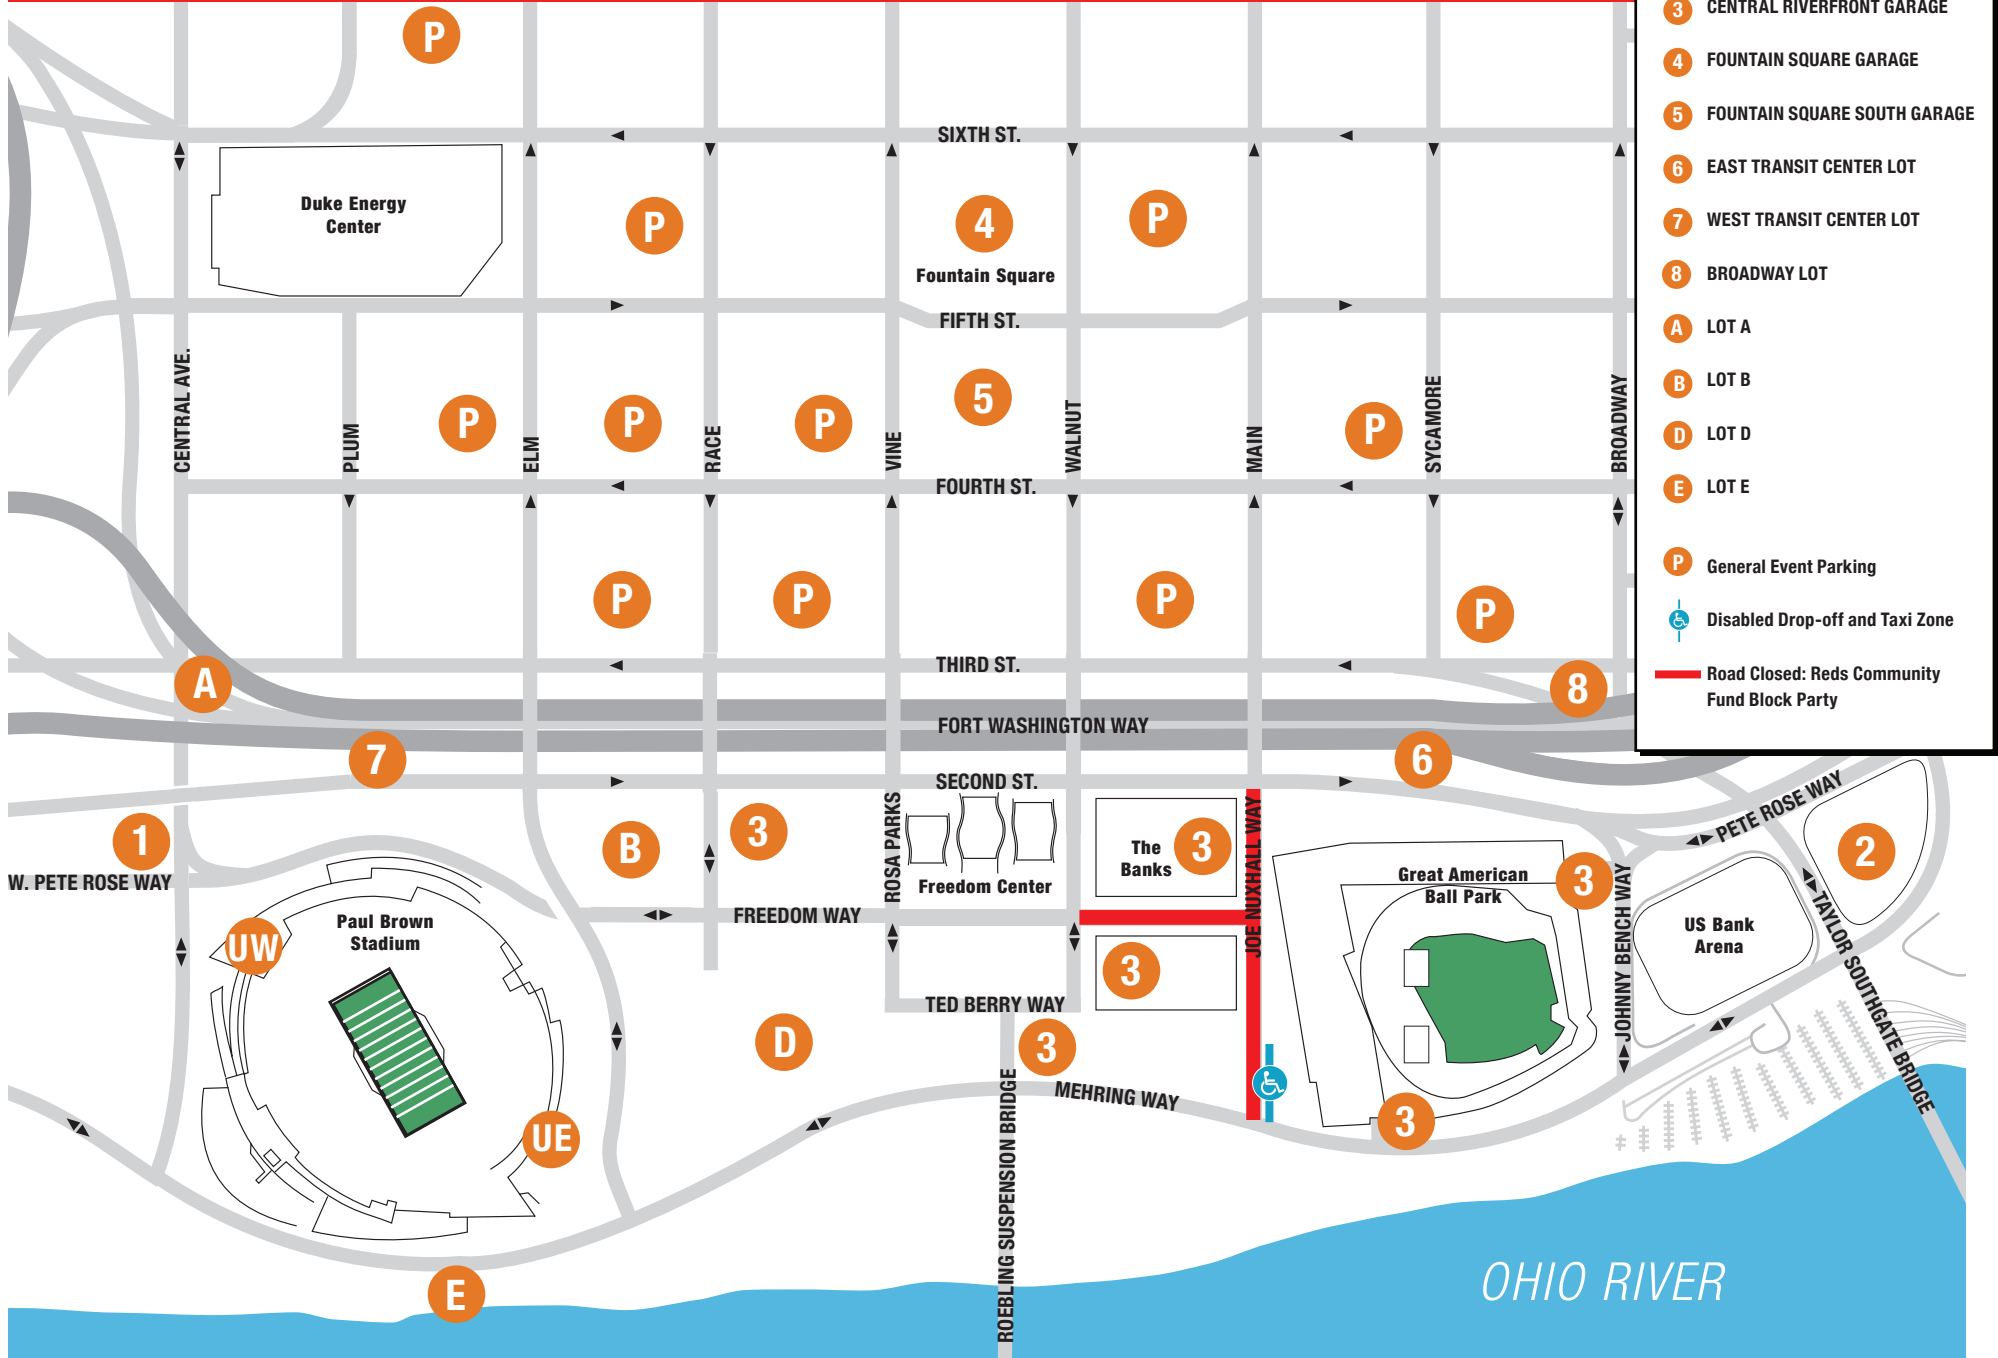 P
3 CENTRAL RIVERFRONT GARAGE
4 FOUNTAIN SQUARE GARAGE
5 FOUNTAIN SQUARE SOUTH GARAGE
6 EAST TRANSIT CENTER LOT
7 WEST TRANSIT CENTER LOT
8 BROADWAY LOT
A LOT A
B LOT B
D LOT D
E LOT E
P General Event Parking
Disabled Drop-off and Taxi Zone
Road Closed: Reds Community
Fund Block Party
SIXTH ST.
Duke Energy
Center
P
4
P
Fountain Square
FIFTH ST.
CENTRAL AVE.
PLUM
ELM
RACE
VINE
WALNUT
MAIN
SYCAMORE
BROADWAY
P
P
P
5
P
FOURTH ST.
P
P
P
P
THIRD ST.
A
8
FORT WASHINGTON WAY
7
6
SECOND ST.
PETE ROSE WAY
1
B
3
ROSA PARKS
Freedom Center
The
Banks
3
JOE NUXHALL WAY
Great American
Ball Park
3
JOHNNY BENCH WAY
2
W. PETE ROSE WAY
FREEDOM WAY
UW
Paul Brown
Stadium
US Bank
Arena
TAYLOR SOUTHGATE BRIDGE
3
TED BERRY WAY
D
3
MEHRING WAY
3
UE
ROEBLING SUSPENSION BRIDGE
E
OHIO RIVER